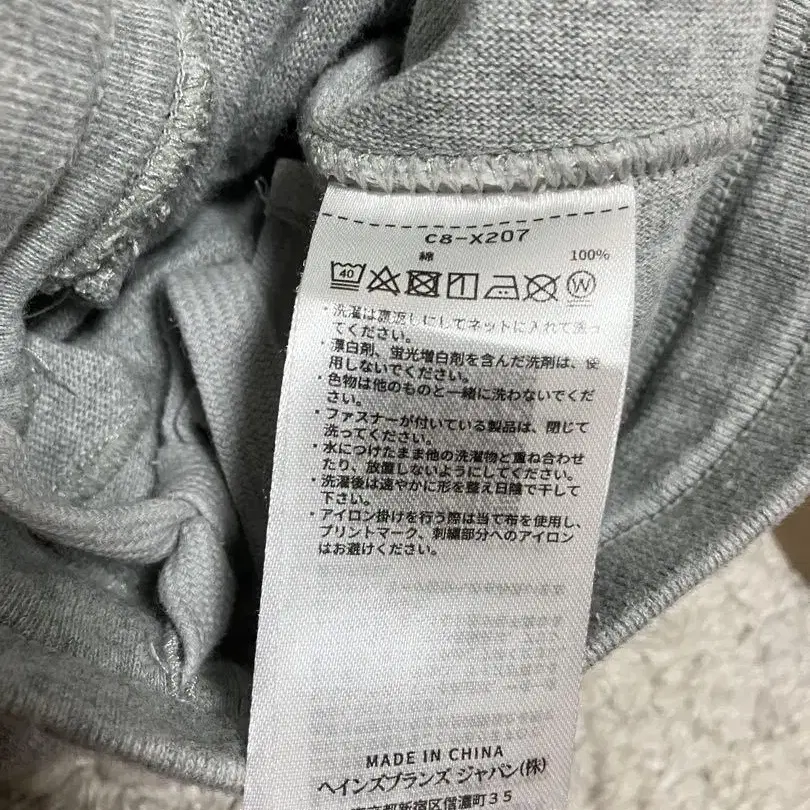 C8-X207
綿 100%
40
W
・洗濯は裏返しにしてネットに入れて洗っ
てください。
・漂白剤、蛍光増白剤を含んだ洗剤は、使
用しないでください。
・色物は他のものと一緒に洗わないでくだ
さい。
・ファスナーが付いている製品は、閉じて
洗ってください。
・水につけたまま他の洗濯物と重ね合わせ
たり、放置しないようにしてください。
・洗濯後は速やかに形を整え日陰で干して
下さい。
・アイロン掛けを行う際は当て布を使用し、
プリントマーク、刺繍部分へのアイロン
はお避けください。
MADE IN CHINA
ヘインズブランズ ジャパン(株)
東京都新宿区信濃町35